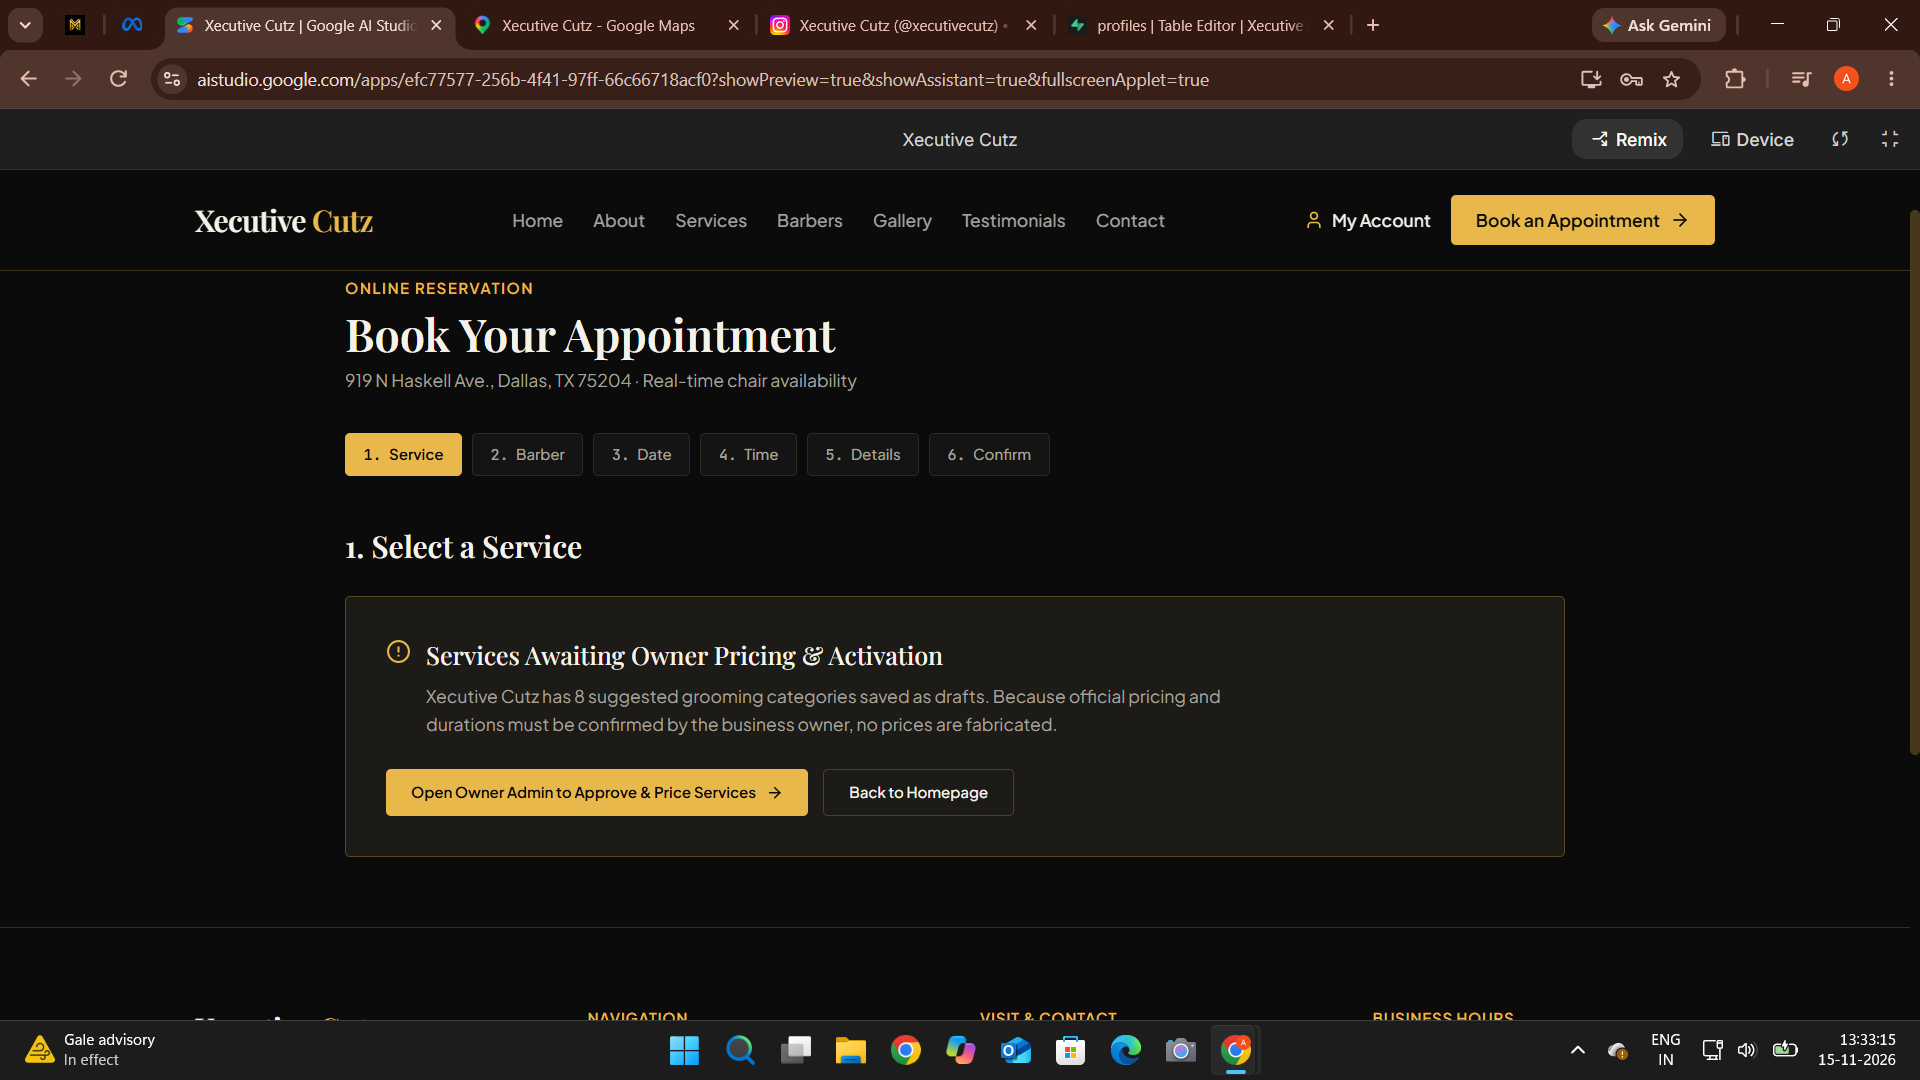 Xecutive Cutz | Google AI Studio
Xecutive Cutz - Google Maps
Xecutive Cutz (@xecutivecutz) •
profiles | Table Editor | Xecutive
Ask Gemini
aistudio.google.com/apps/efc77577-256b-4f41-97ff-66c66718acf0?showPreview=true&showAssistant=true&fullscreenApplet=true
A
Xecutive Cutz
Remix
Device
Xecutive Cutz
Home
About
Services
Barbers
Gallery
Testimonials
Contact
My Account
Book an Appointment →
ONLINE RESERVATION
Book Your Appointment
919 N Haskell Ave., Dallas, TX 75204 · Real-time chair availability
1. Service
2. Barber
3. Date
4. Time
5. Details
6. Confirm
1. Select a Service
Services Awaiting Owner Pricing & Activation
Xecutive Cutz has 8 suggested grooming categories saved as drafts. Because official pricing and
durations must be confirmed by the business owner, no prices are fabricated.
Open Owner Admin to Approve & Price Services →
Back to Homepage
NAVIGATION
VISIT & CONTACT
BUSINESS HOURS
Gale advisory
In effect
ENG
IN
13:33:15
15-11-2026